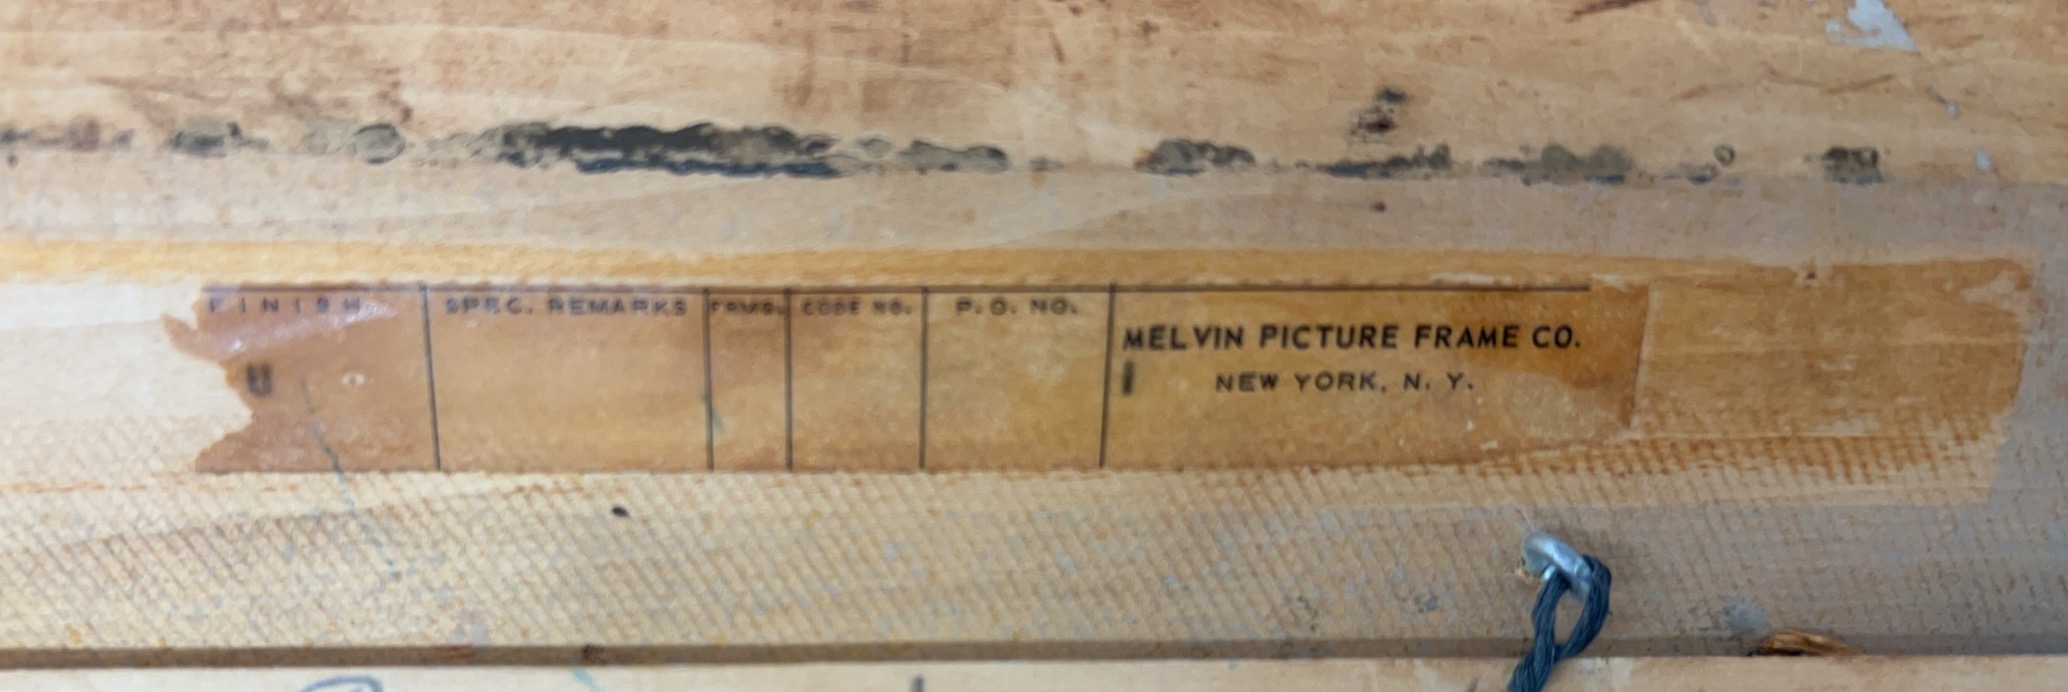 FINISH SPEC. REMARKS FRMG. CODE NO. P. O. NO.
MELVIN PICTURE FRAME CO.
NEW YORK, N. Y.